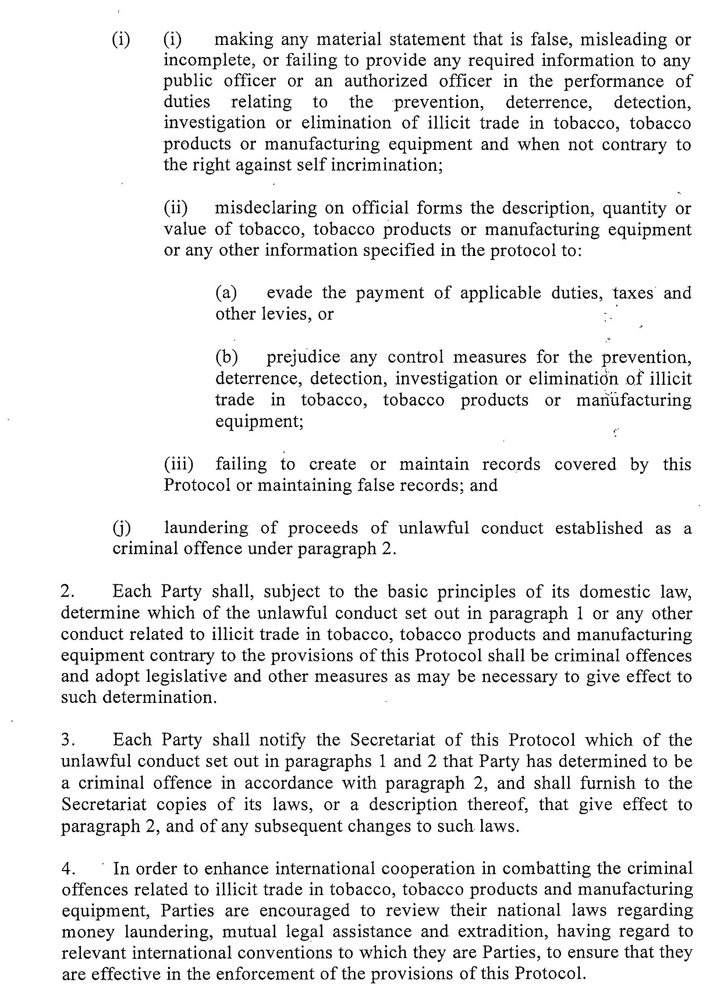 (i) (i) making any material statement that is false, misleading or
incomplete, or failing to provide any required information to any
public officer or an authorized officer in the performance of
duties relating to the prevention, deterrence, detection,
investigation or elimination of illicit trade in tobacco, tobacco
products or manufacturing equipment and when not contrary to
the right against self incrimination;
(ii) misdeclaring on official forms the description, quantity or
value of tobacco, tobacco products or manufacturing equipment
or any other information specified in the protocol to:
(a) evade the payment of applicable duties, taxes and
other levies, or
(b) prejudice any control measures for the prevention,
deterrence, detection, investigation or elimination of illicit
trade in tobacco, tobacco products or manufacturing
equipment;
(iii) failing to create or maintain records covered by this
Protocol or maintaining false records; and
(j) laundering of proceeds of unlawful conduct established as a
criminal offence under paragraph 2.
2. Each Party shall, subject to the basic principles of its domestic law,
determine which of the unlawful conduct set out in paragraph 1 or any other
conduct related to illicit trade in tobacco, tobacco products and manufacturing
equipment contrary to the provisions of this Protocol shall be criminal offences
and adopt legislative and other measures as may be necessary to give effect to
such determination.
3. Each Party shall notify the Secretariat of this Protocol which of the
unlawful conduct set out in paragraphs 1 and 2 that Party has determined to be
a criminal offence in accordance with paragraph 2, and shall furnish to the
Secretariat copies of its laws, or a description thereof, that give effect to
paragraph 2, and of any subsequent changes to such laws.
4. In order to enhance international cooperation in combatting the criminal
offences related to illicit trade in tobacco, tobacco products and manufacturing
equipment, Parties are encouraged to review their national laws regarding
money laundering, mutual legal assistance and extradition, having regard to
relevant international conventions to which they are Parties, to ensure that they
are effective in the enforcement of the provisions of this Protocol.